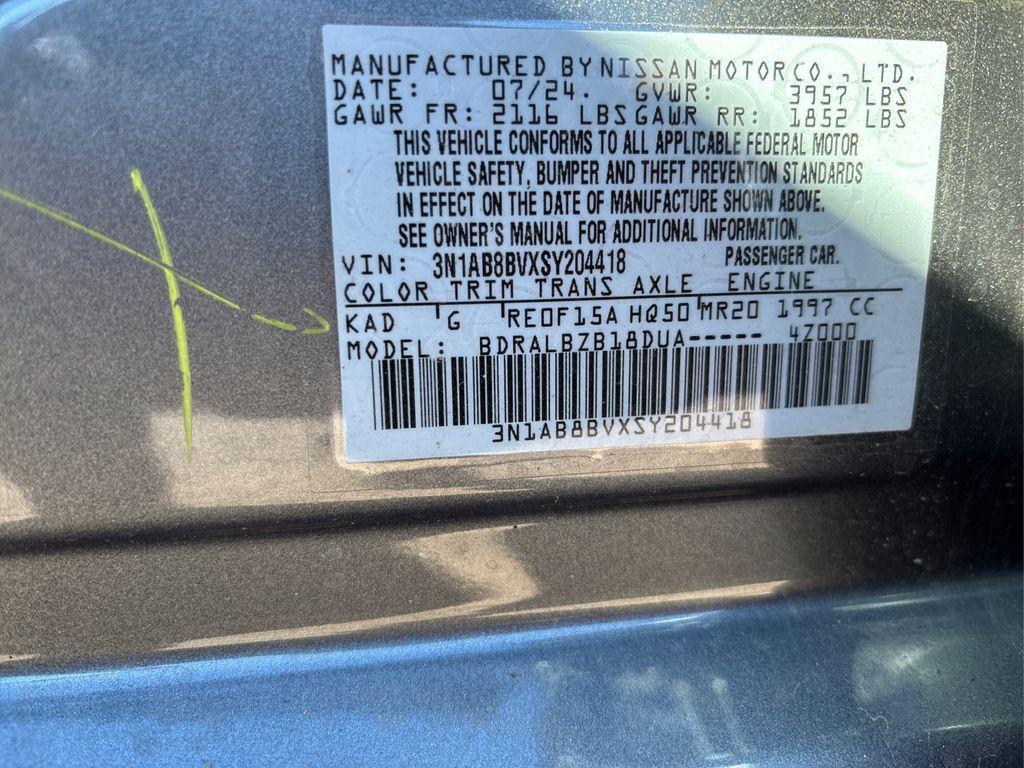 MANUFACTURED BY NISSAN MOTOR CO., LTD.
DATE: 07/24. GVWR: 3957 LBS
GAWR FR: 2116 LBS GAWR RR: 1852 LBS
THIS VEHICLE CONFORMS TO ALL APPLICABLE FEDERAL MOTOR
VEHICLE SAFETY, BUMPER AND THEFT PREVENTION STANDARDS
IN EFFECT ON THE DATE OF MANUFACTURE SHOWN ABOVE.
SEE OWNER'S MANUAL FOR ADDITIONAL INFORMATION.
VIN: 3N1AB8BVXSY204418 PASSENGER CAR.
COLOR TRIM TRANS AXLE ENGINE
KAD G RE0F15A HQ50 MR20 1997 CC
MODEL: BDRALBZB18DUA----- 4Z000
3N1AB8BVXSY204418